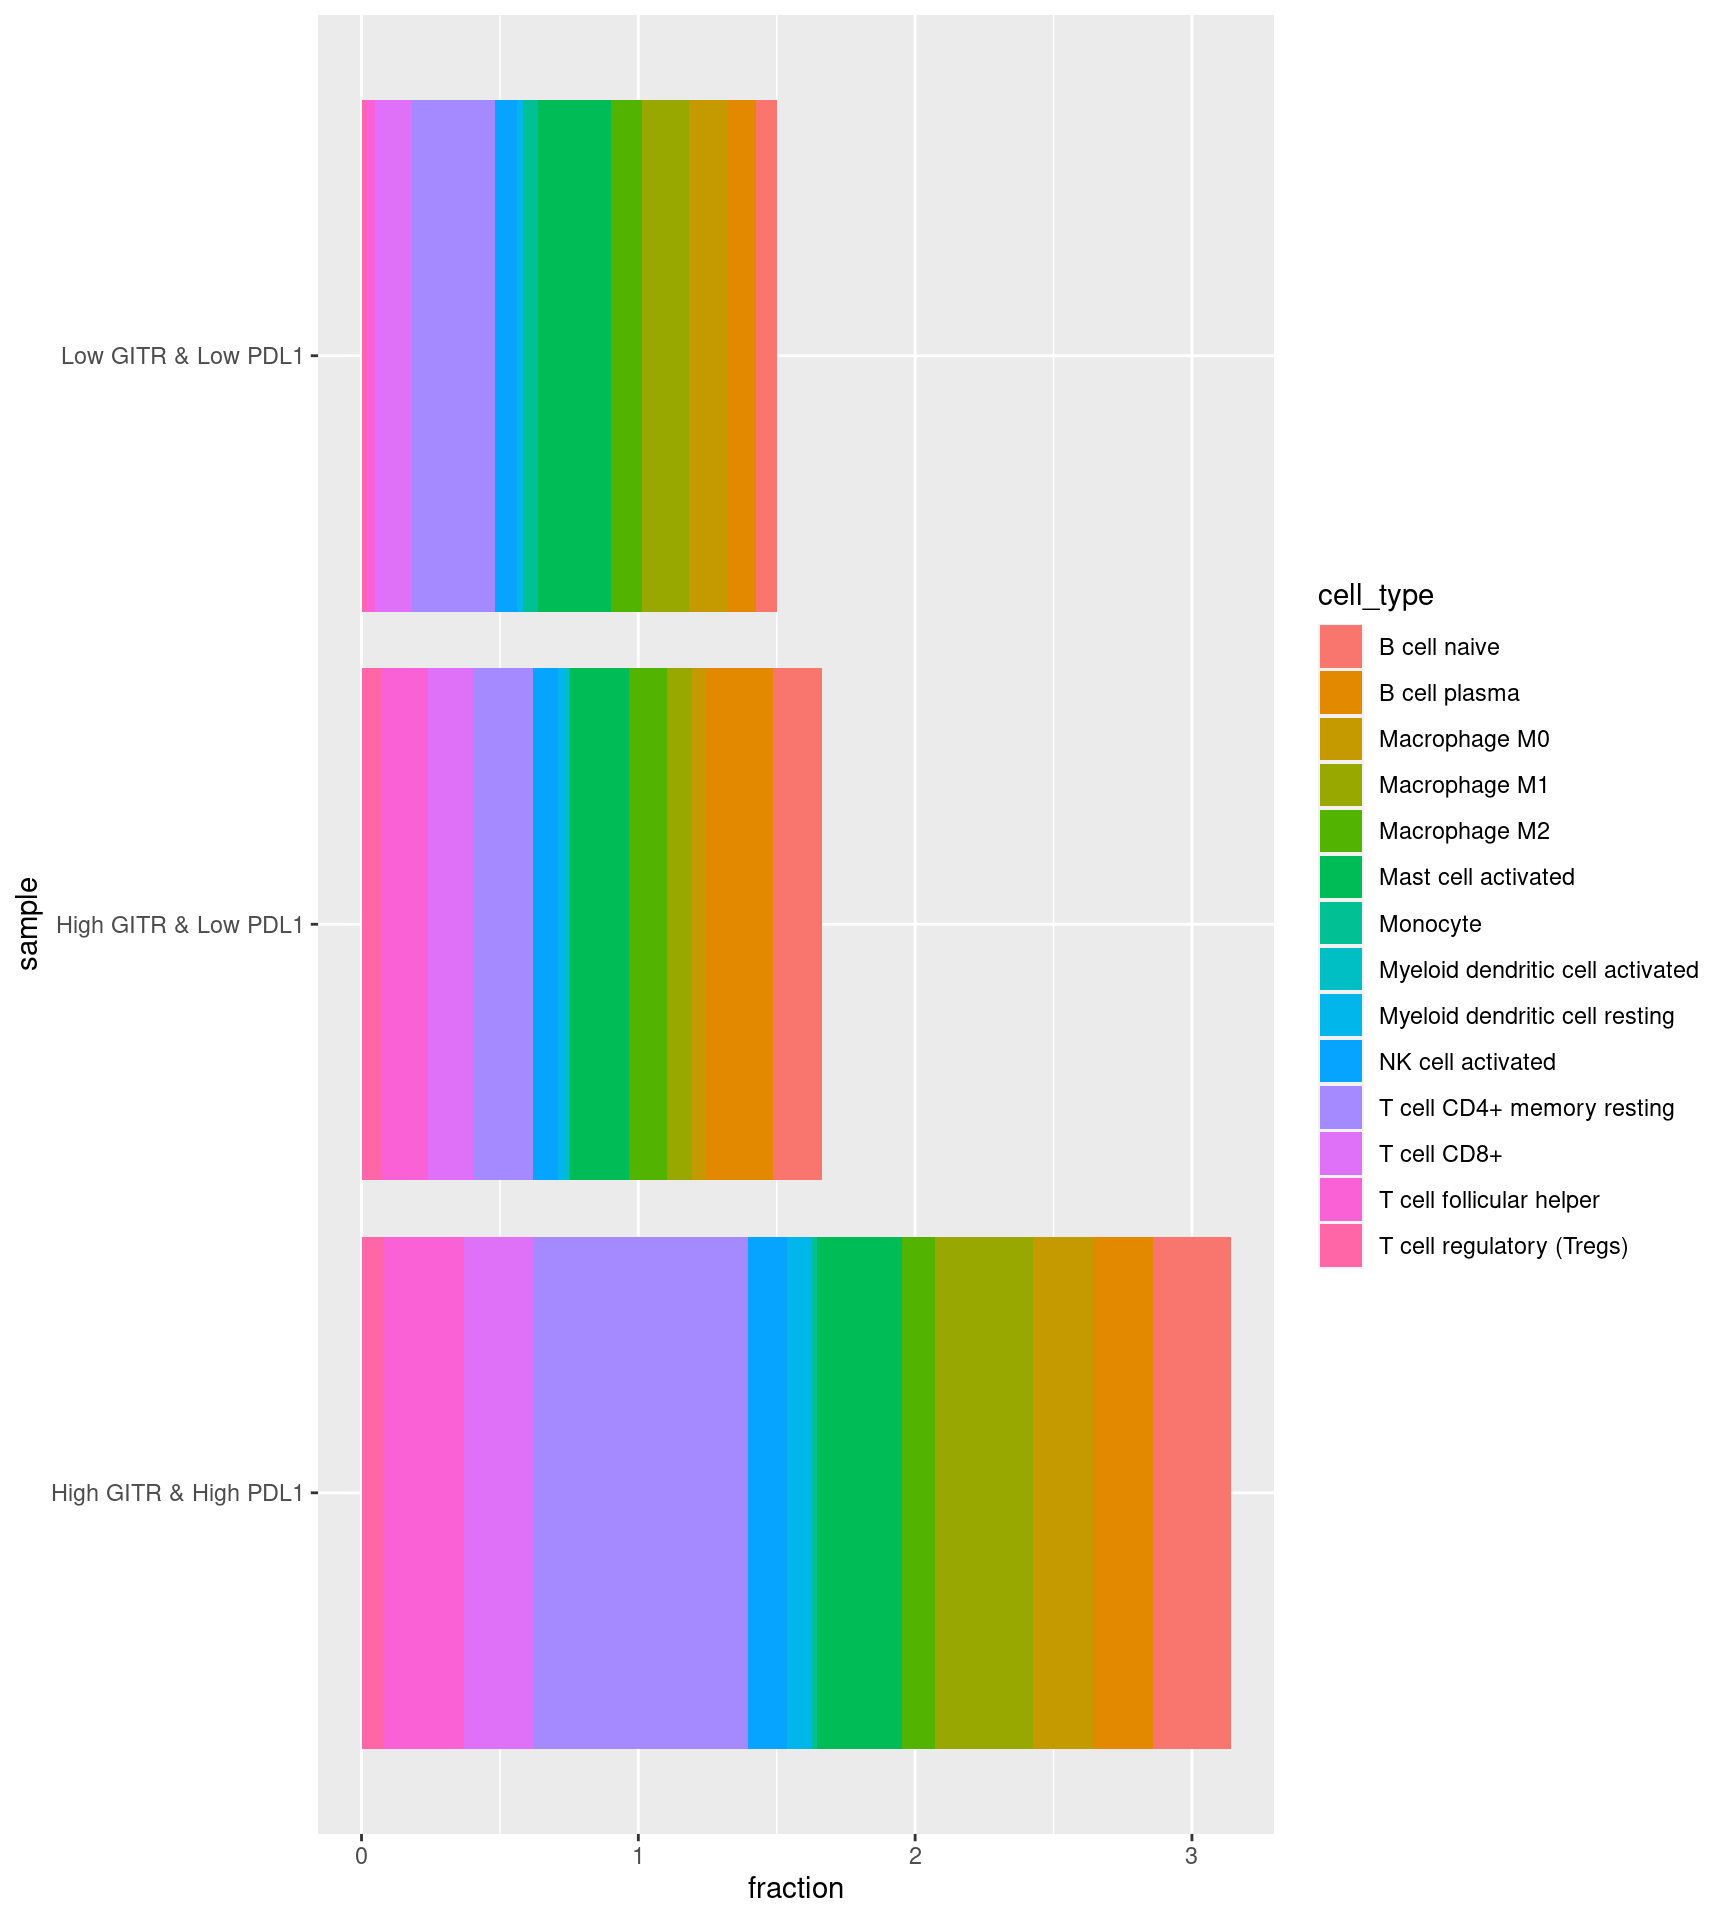 Low GITR & Low PDL1
High GITR & Low PDL1
High GITR & High PDL1
sample
0 1 2 3
fraction
cell_type
B cell naive
B cell plasma
Macrophage M0
Macrophage M1
Macrophage M2
Mast cell activated
Monocyte
Myeloid dendritic cell activated
Myeloid dendritic cell resting
NK cell activated
T cell CD4+ memory resting
T cell CD8+
T cell follicular helper
T cell regulatory (Tregs)